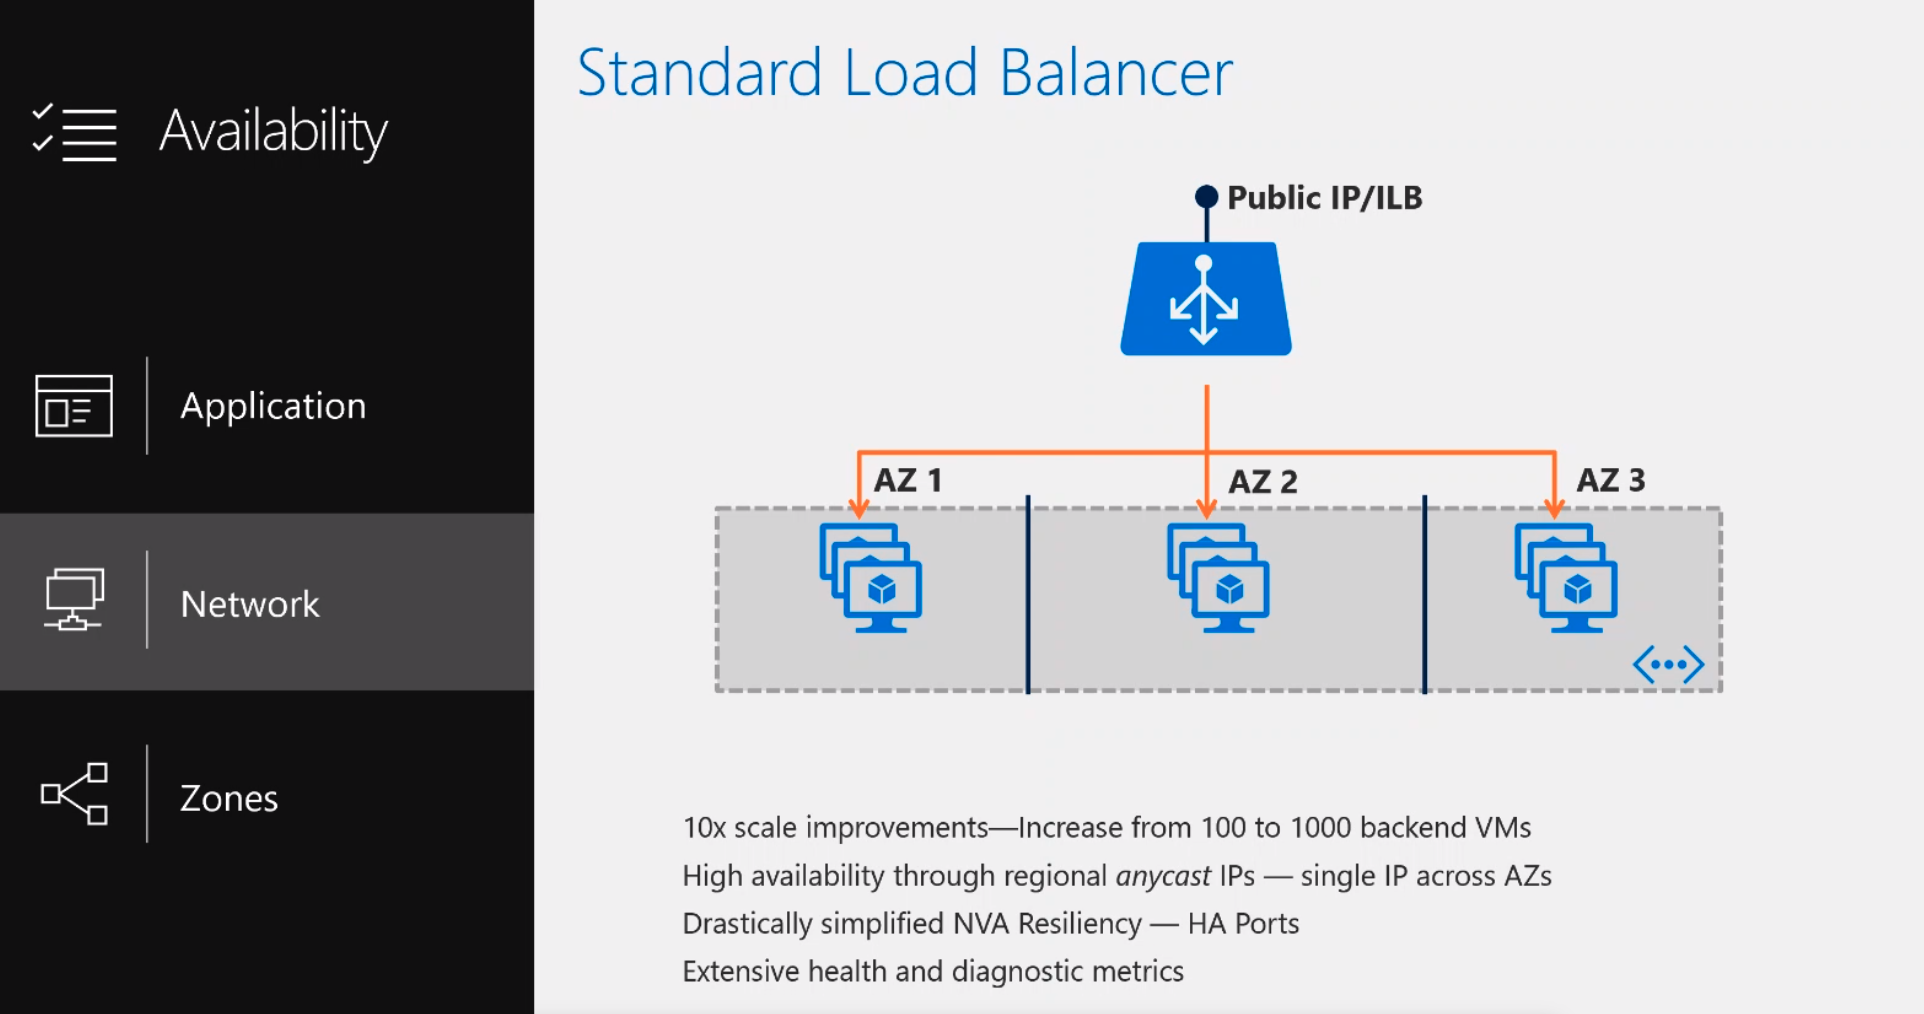 Availability
Application
Network
Zones
Standard Load Balancer
Public IP/ILB
AZ 1
AZ 2
AZ 3
10x scale improvements—Increase from 100 to 1000 backend VMs
High availability through regional anycast IPs — single IP across AZs
Drastically simplified NVA Resiliency — HA Ports
Extensive health and diagnostic metrics